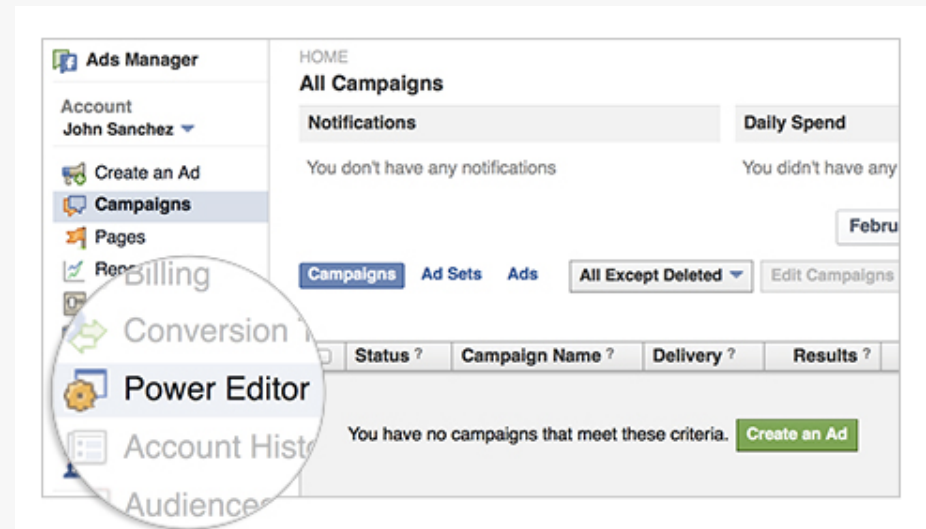 Ads Manager
Account
John Sanchez
Create an Ad
Campaigns
Pages
Billing
Conversion
Power Editor
Account
Audiences
HOME
All Campaigns
Notifications
Daily Spend
You don't have any notifications
You didn't have any
Febru
Campaigns Ad Sets Ads All Except Deleted Edit Campaigns
Status ? Campaign Name ? Delivery ? Results ?
You have no campaigns that meet these criteria. Create an Ad